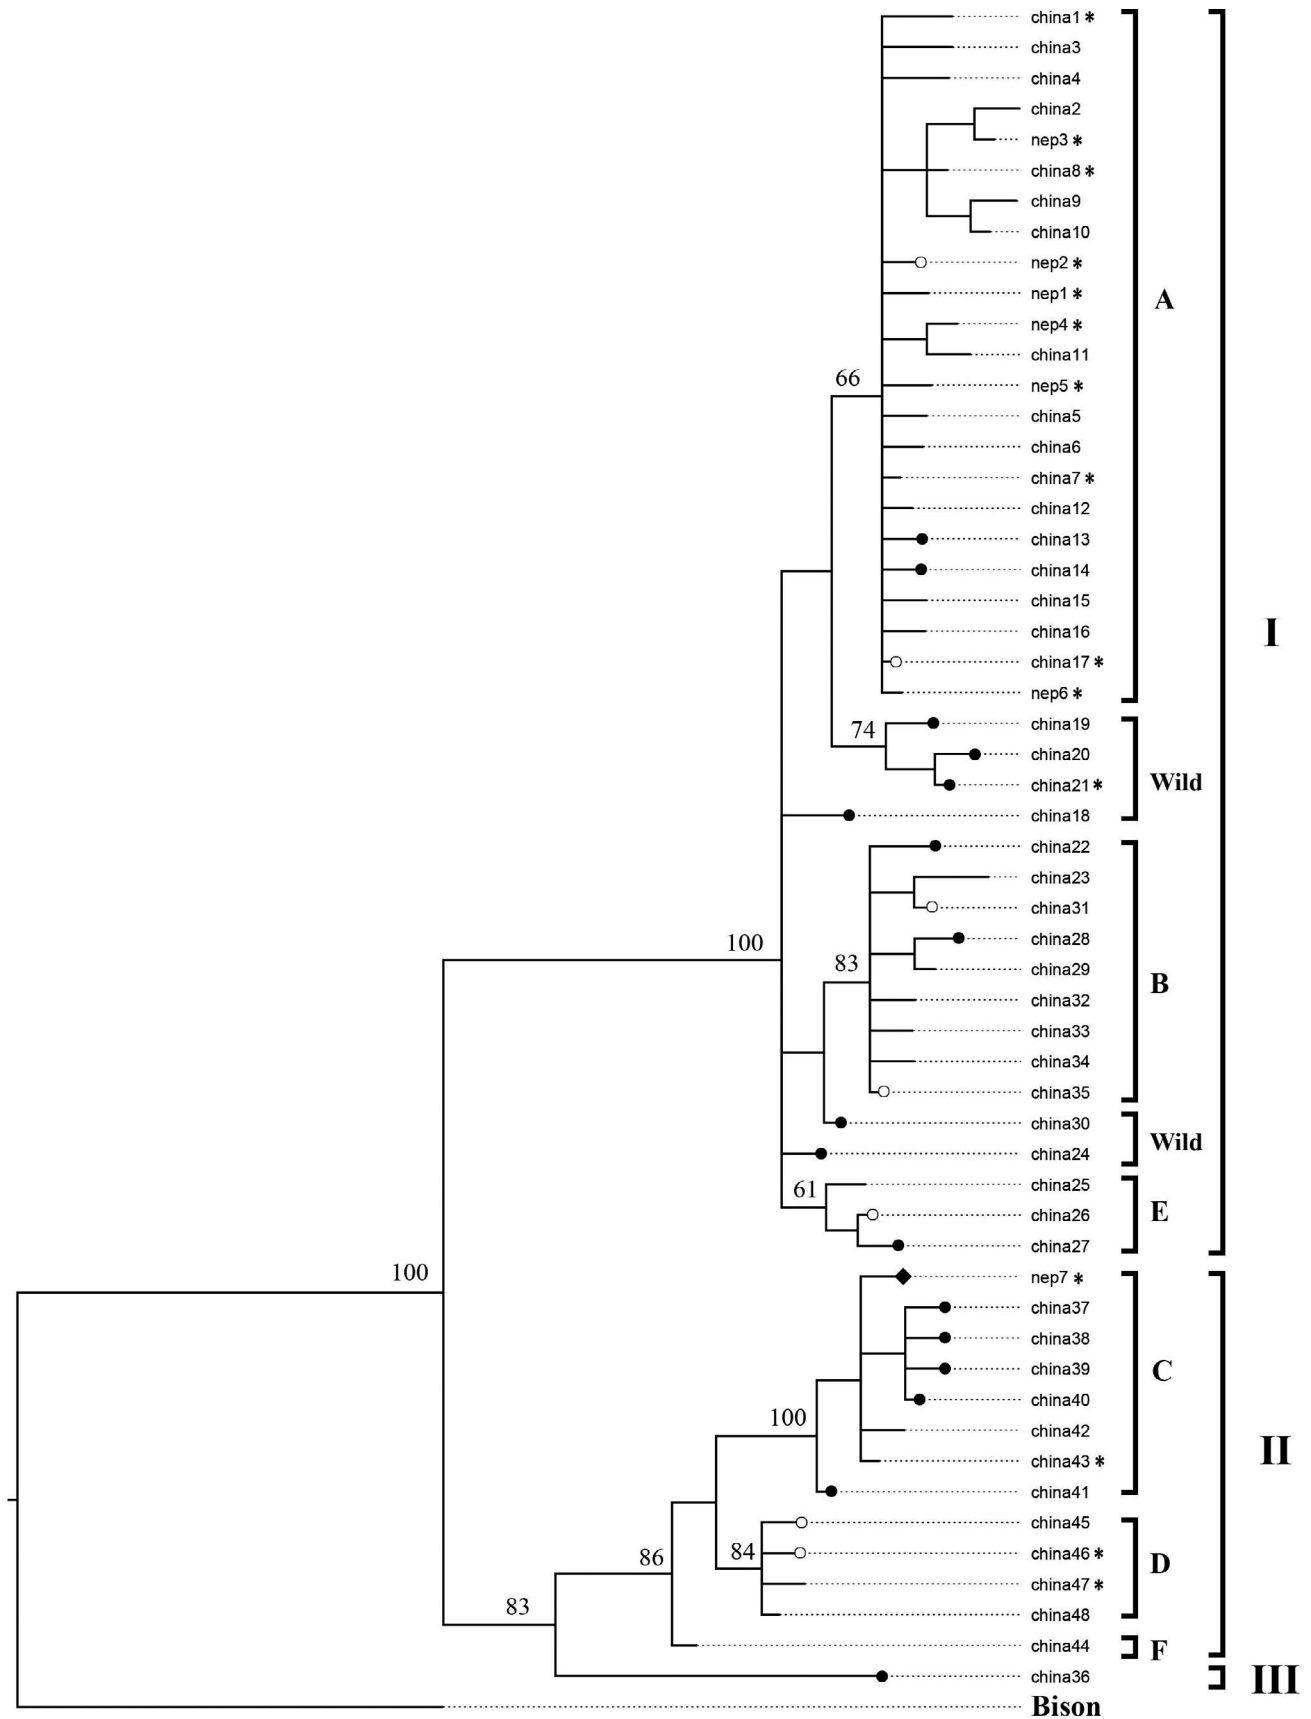 china1 *
china3
china4
china2
nep3 *
china8 *
china9
china10
nep2 *
nep1 *
A
nep4 *
china11
66
nep5 *
china5
china6
china7 *
china12
china13
china14
china15
china16
I
china17 *
nep6 *
china19
74
china20
Wild
china21 *
china18
china22
china23
china31
china28
100
83
china29
B
china32
china33
china34
china35
china30
Wild
china24
china25
61
china26
E
china27
100
nep7 *
china37
china38
china39
C
china40
100
china42
II
china43 *
china41
china45
86
84
china46 *
D
china47 *
83
china48
china44
F
china36
III
Bison